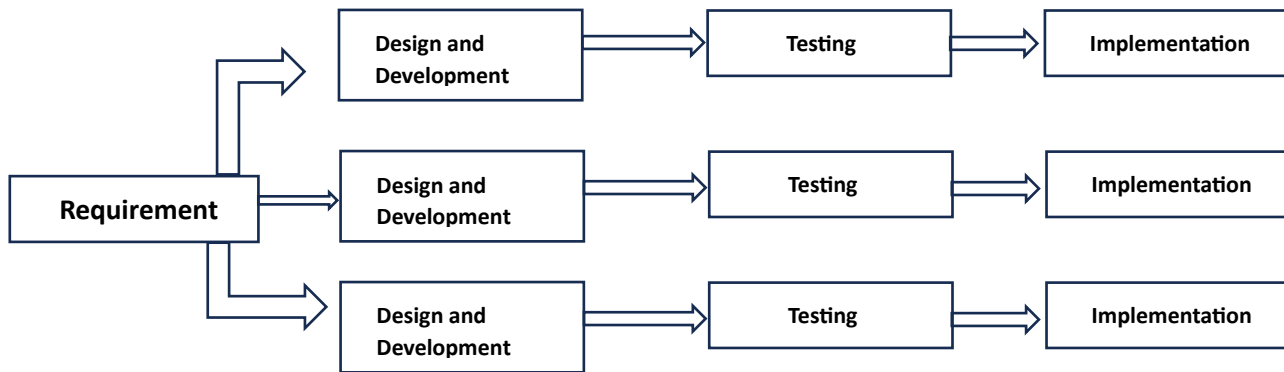 Design and
Development
Testing
Implementation
Requirement
Design and
Development
Testing
Implementation
Design and
Development
Testing
Implementation